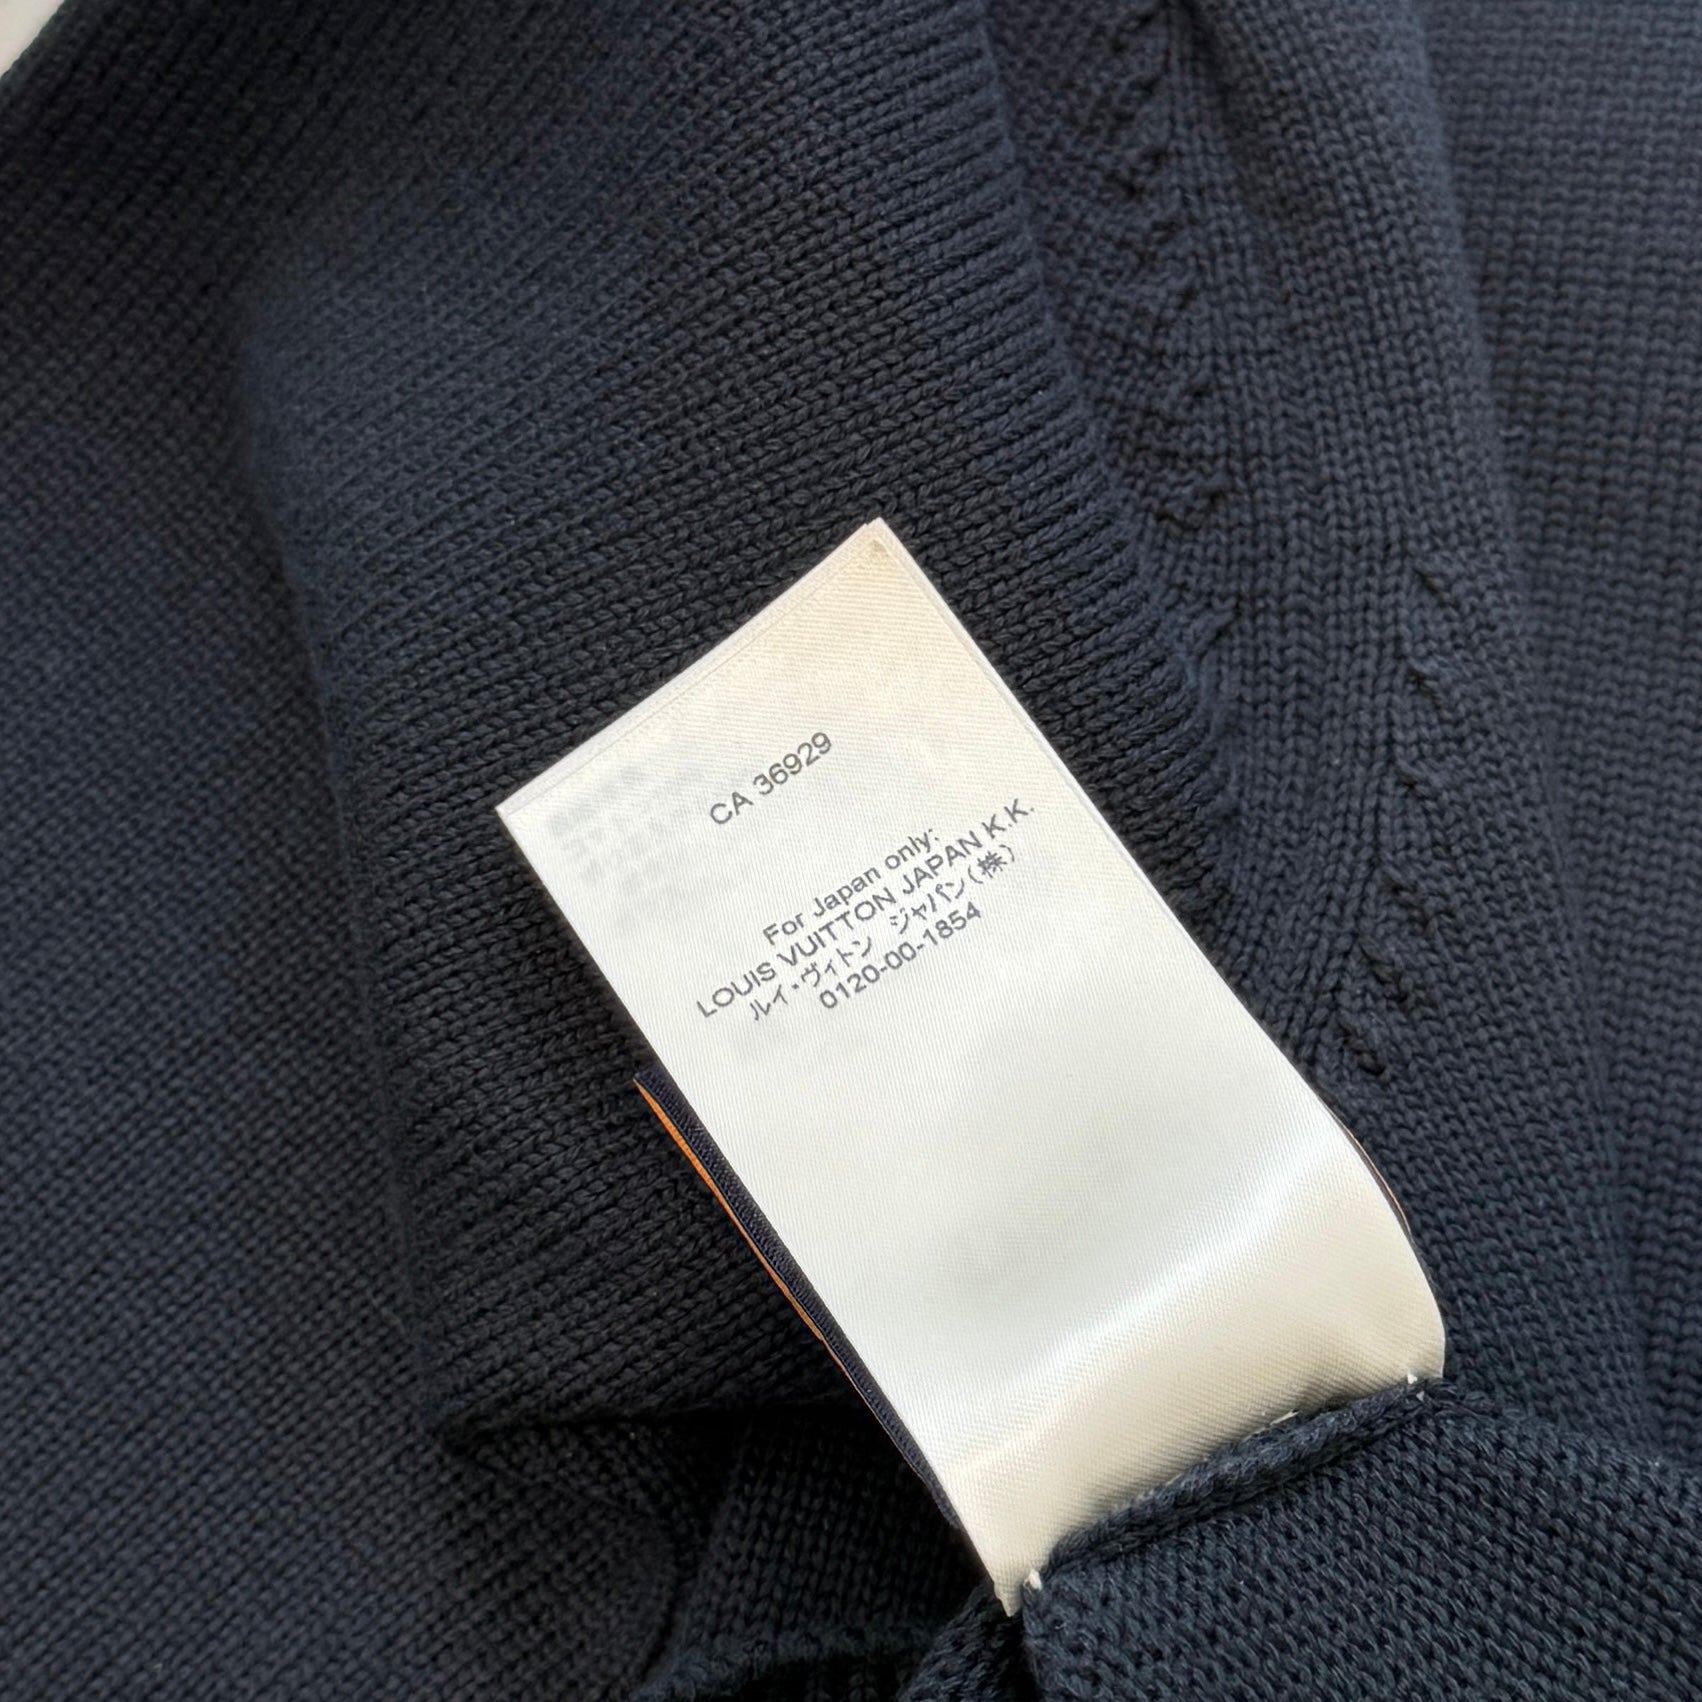 CA 36929
For Japan only:
LOUIS VUITTON JAPAN K.K.
ルイ・ヴィトン ジャパン(株)
0120-00-1854